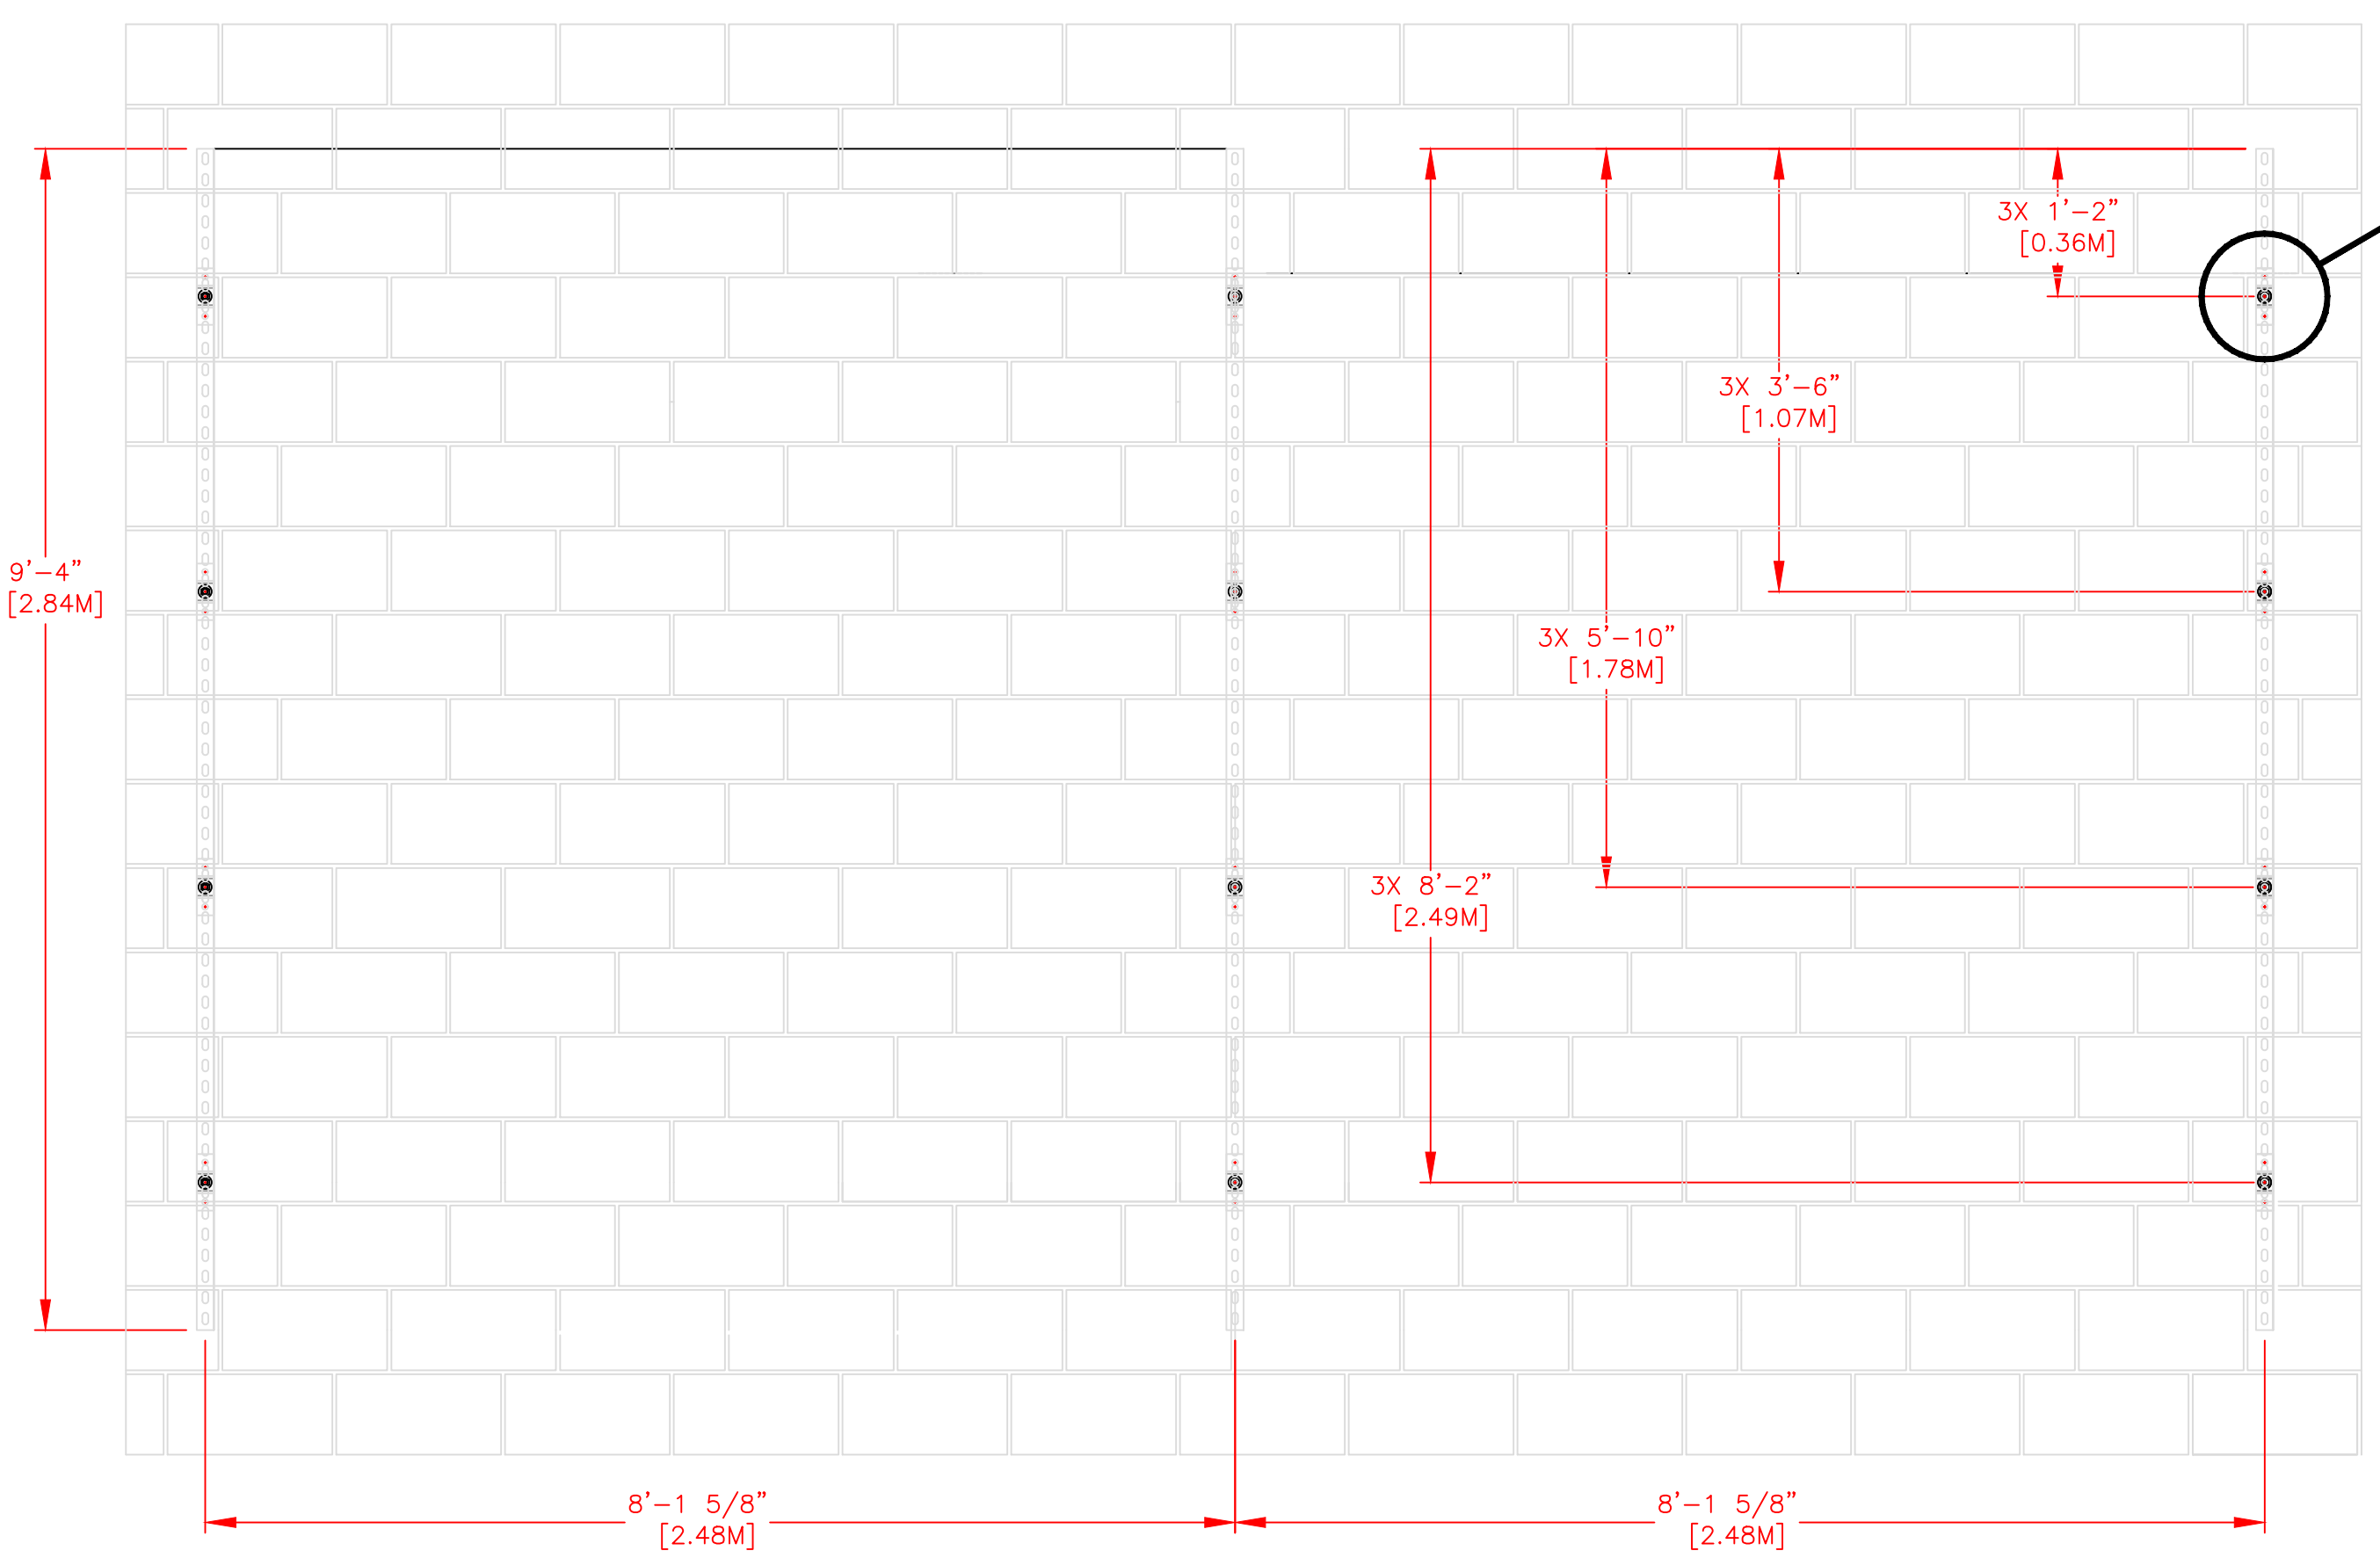 3X 1'-2"
[0.36M]
3X 3'-6"
[1.07M]
9'-4"
[2.84M]
3X 5'-10"
[1.78M]
3X 8'-2"
[2.49M]
8'-1 5/8"
[2.48M]
8'-1 5/8"
[2.48M]